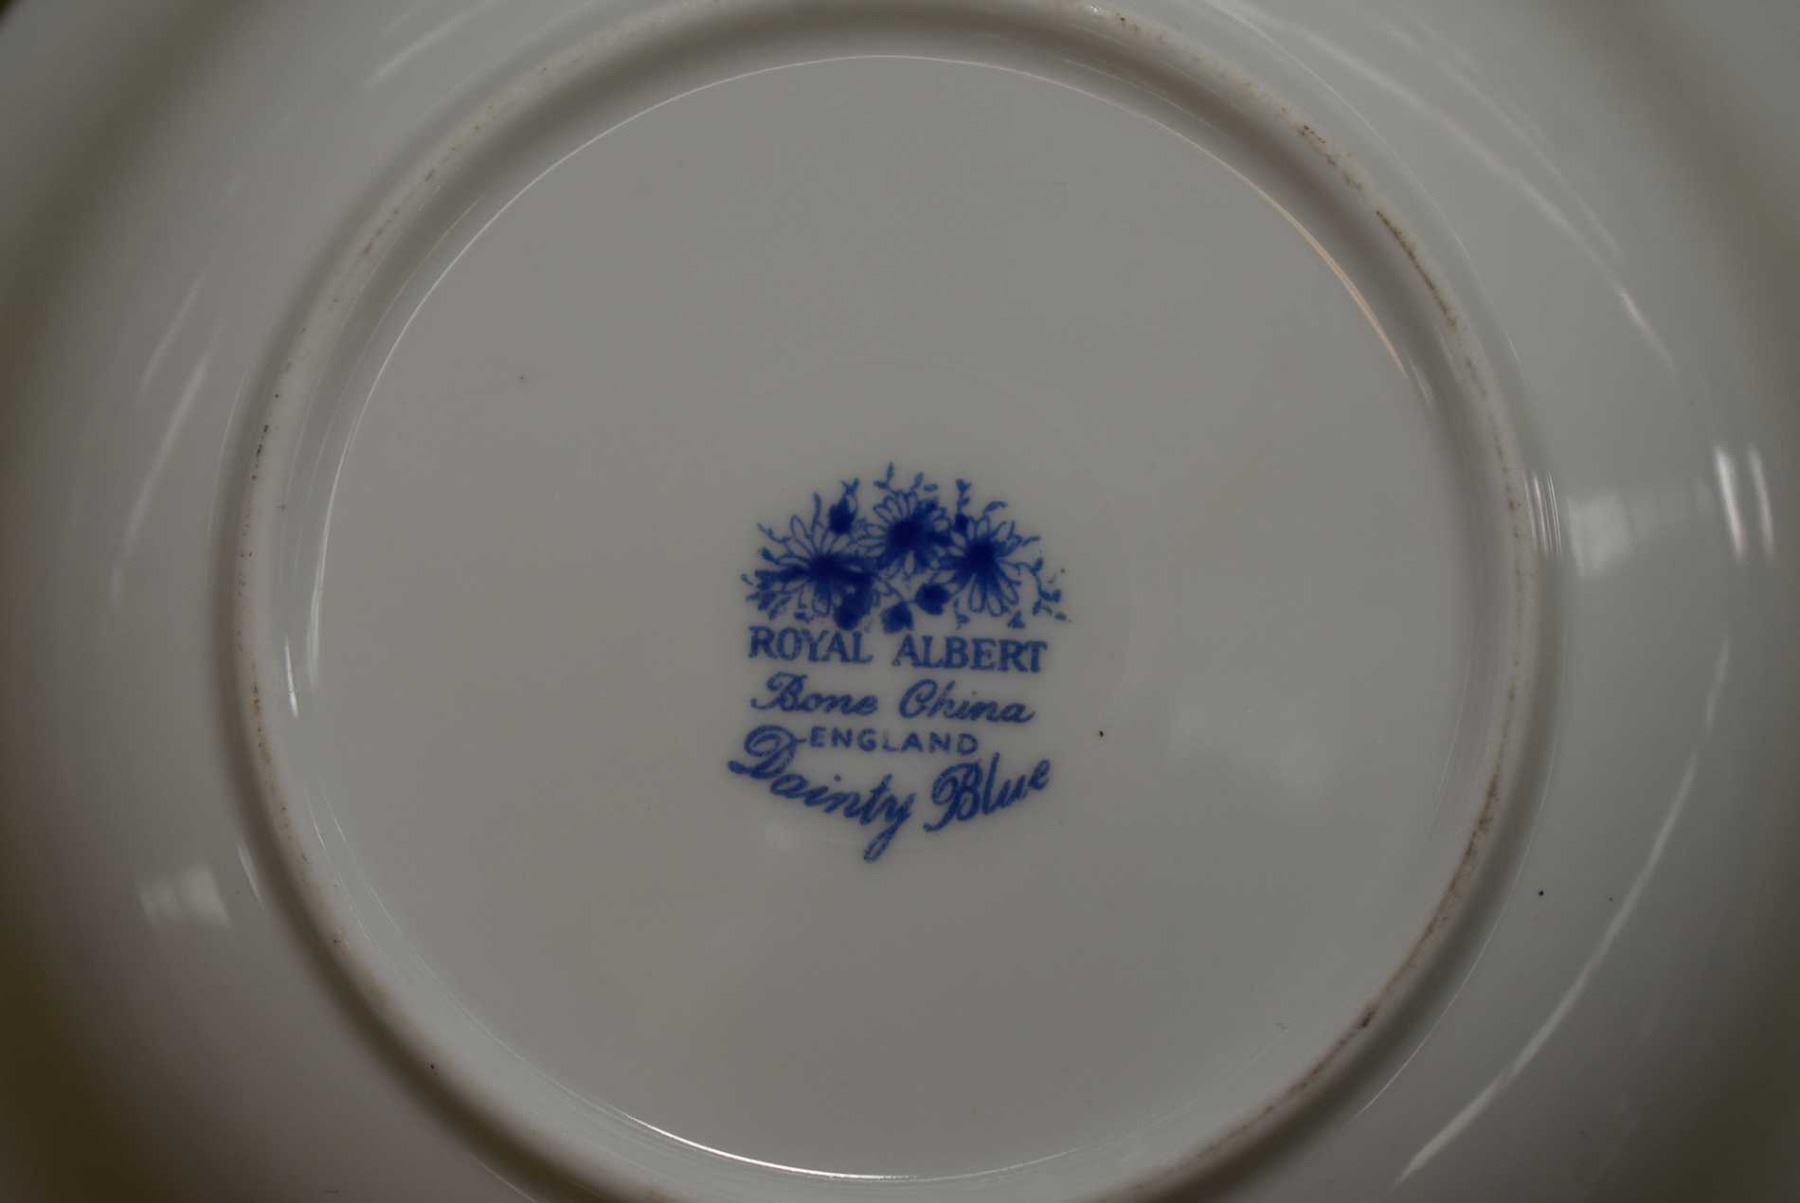 ROYAL ALBERT
Bone China
ENGLAND
Dainty Blue